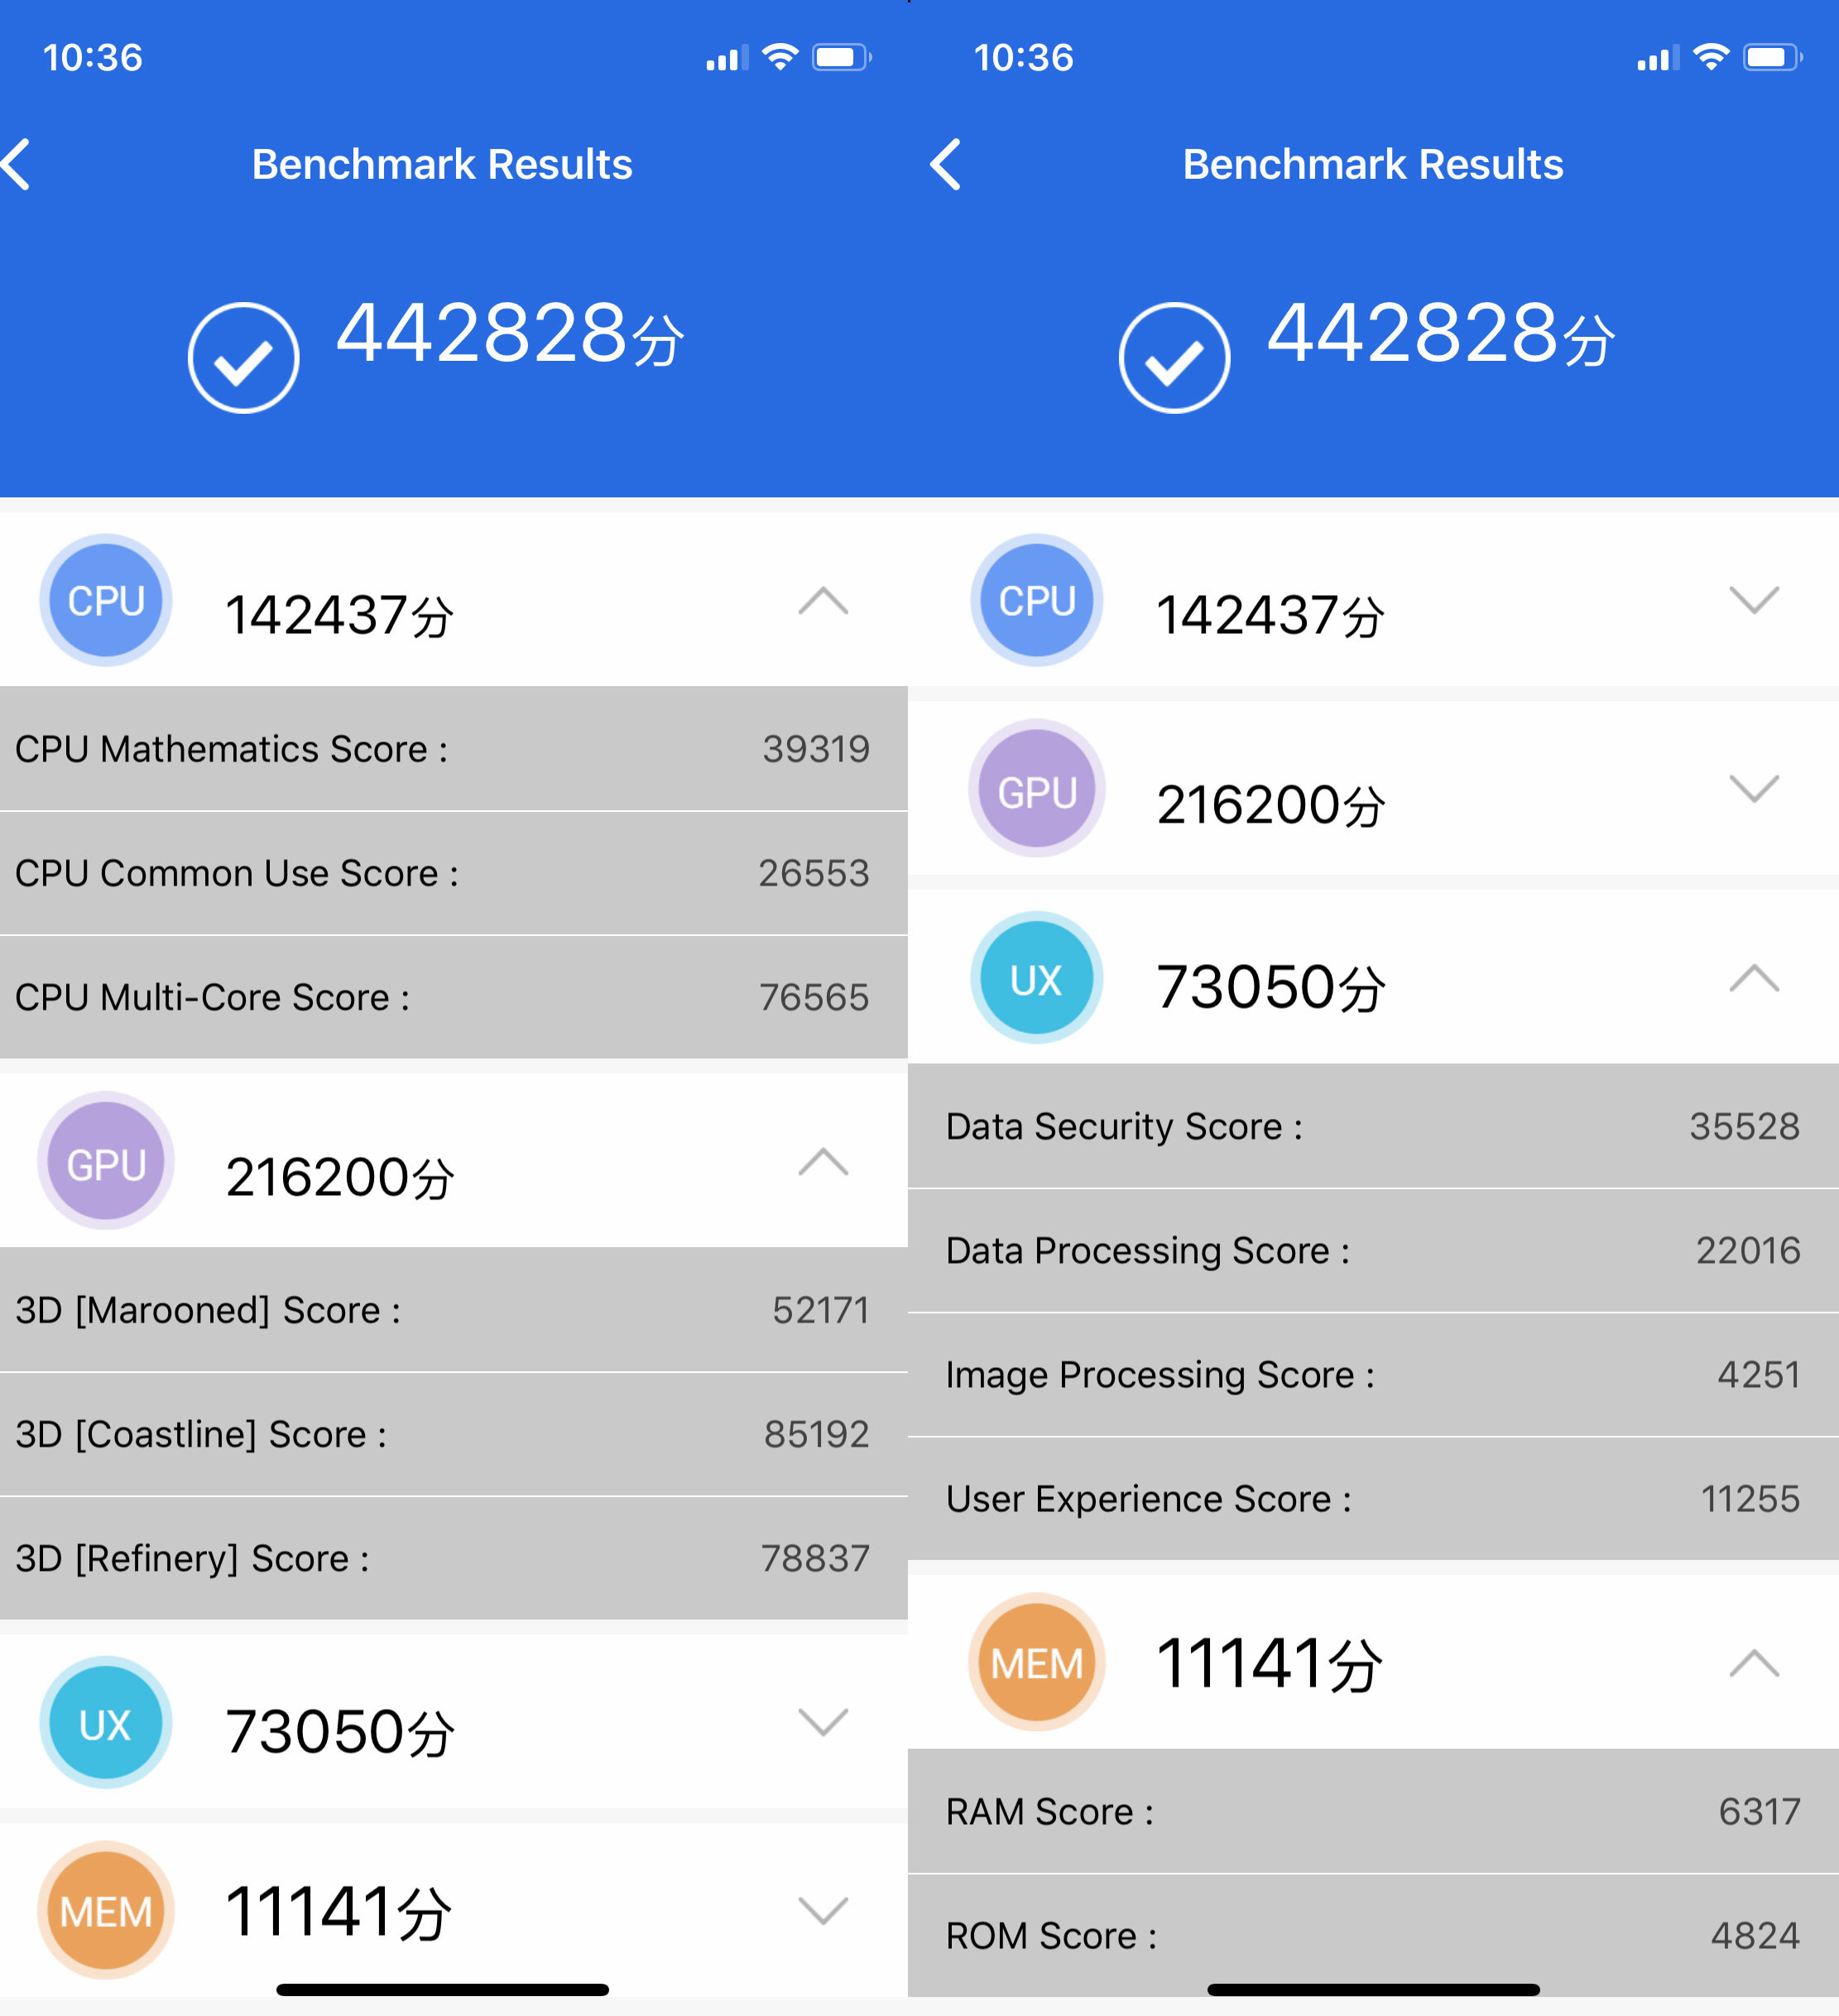 10:36
Benchmark Results
442828分
CPU 142437分
CPU Mathematics Score : 39319
CPU Common Use Score : 26553
CPU Multi-Core Score : 76565
GPU 216200分
3D [Marooned] Score : 52171
3D [Coastline] Score : 85192
3D [Refinery] Score : 78837
UX 73050分
MEM 11141分
10:36
Benchmark Results
442828分
CPU 142437分
GPU 216200分
UX 73050分
Data Security Score : 35528
Data Processing Score : 22016
Image Processing Score : 4251
User Experience Score : 11255
MEM 11141分
RAM Score : 6317
ROM Score : 4824